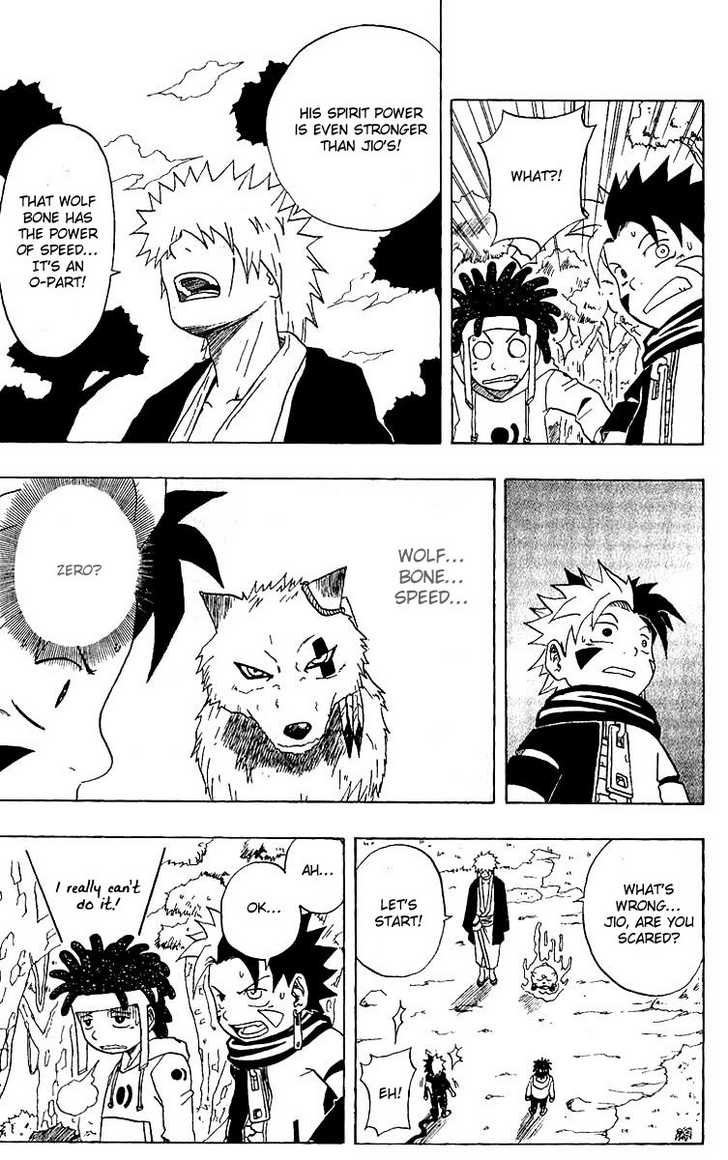 WHAT?!
HIS SPIRIT POWER
IS EVEN STRONGER
THAN JIO'S!
THAT WOLF
BONE HAS
THE POWER
OF SPEED...
IT'S AN
O-PART!
WOLF...
BONE...
SPEED...
ZERO?
WHAT'S
WRONG...
JIO, ARE YOU
SCARED?
LET'S
START!
EH!
AH...
OK...
I really can't
do it!